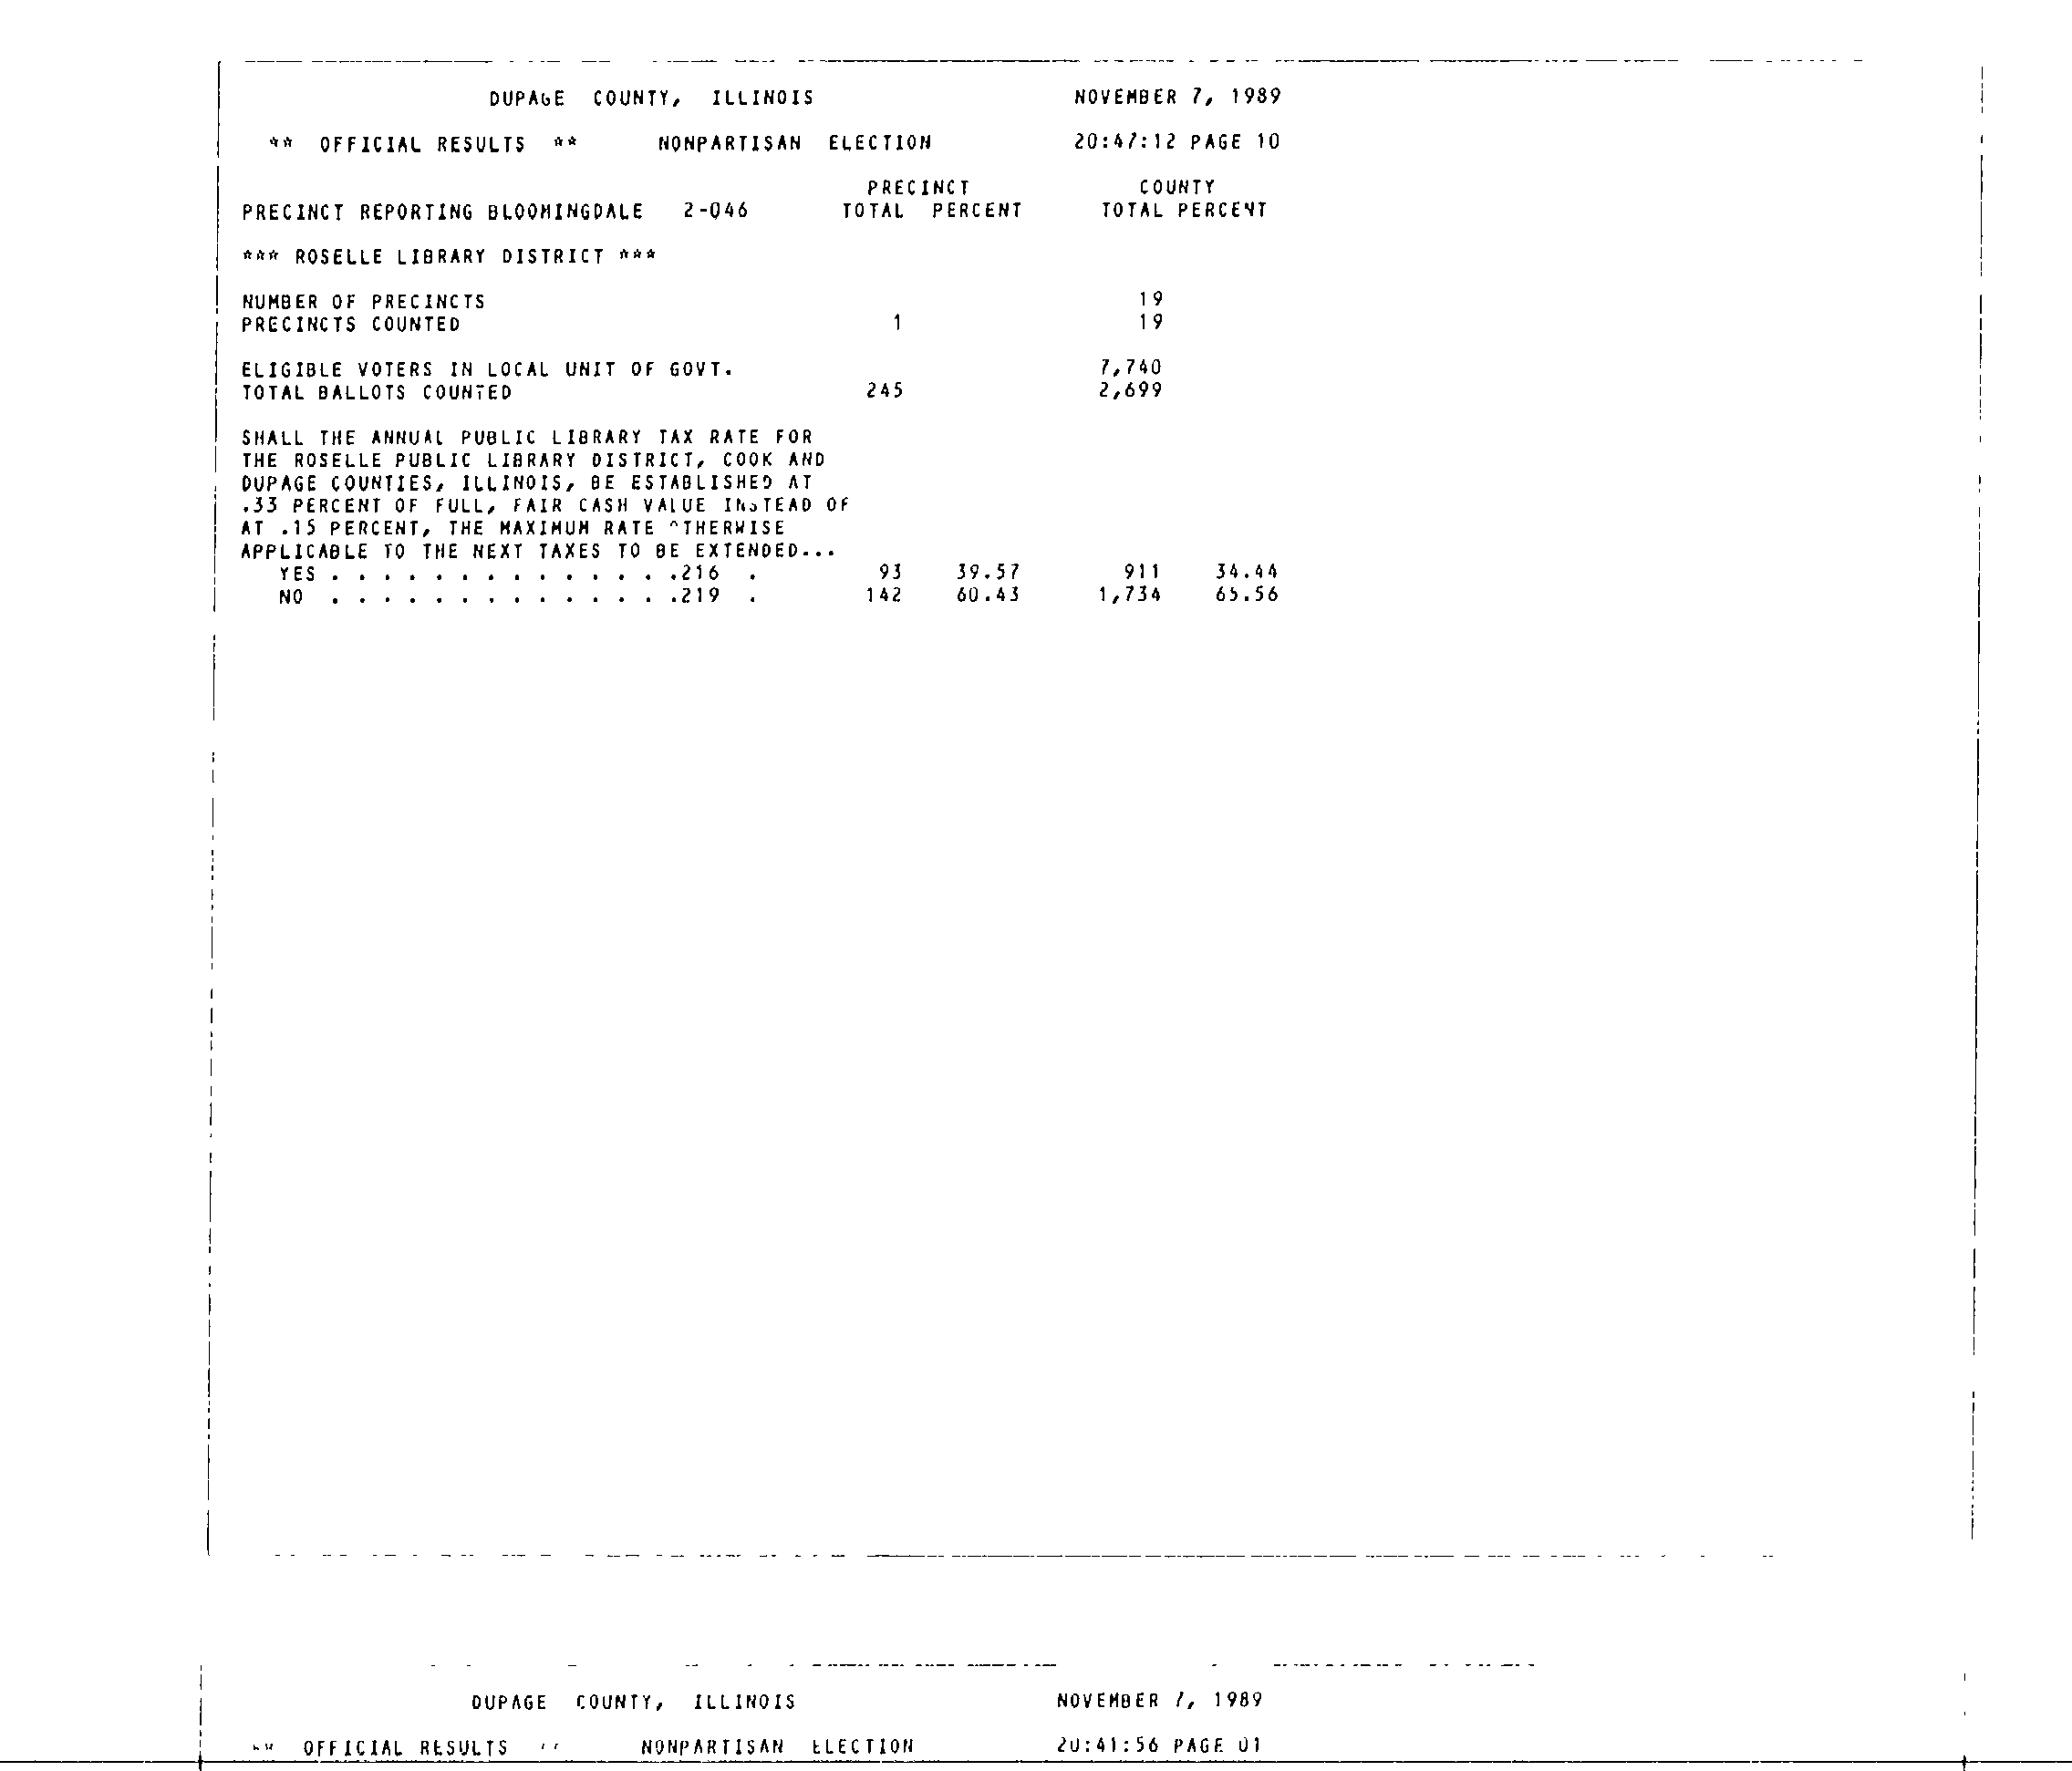 DUPAGE COUNTY, ILLINOIS NOVEMBER 7, 1989
** OFFICIAL RESULTS ** NONPARTISAN ELECTION 20:47:12 PAGE 10
PRECINCT COUNTY
PRECINCT REPORTING BLOOMINGDALE 2-046 TOTAL PERCENT TOTAL PERCENT
*** ROSELLE LIBRARY DISTRICT ***
NUMBER OF PRECINCTS 19
PRECINCTS COUNTED 1 19
ELIGIBLE VOTERS IN LOCAL UNIT OF GOVT. 7,740
TOTAL BALLOTS COUNTED 245 2,699
SHALL THE ANNUAL PUBLIC LIBRARY TAX RATE FOR
THE ROSELLE PUBLIC LIBRARY DISTRICT, COOK AND
DUPAGE COUNTIES, ILLINOIS, BE ESTABLISHED AT
.33 PERCENT OF FULL, FAIR CASH VALUE INSTEAD OF
AT .15 PERCENT, THE MAXIMUM RATE OTHERWISE
APPLICABLE TO THE NEXT TAXES TO BE EXTENDED...
YES . . . . . . . . . . . . . .216 . 93 39.57 911 34.44
NO . . . . . . . . . . . . . .219 . 142 60.43 1,734 65.56
DUPAGE COUNTY, ILLINOIS NOVEMBER 7, 1989
** OFFICIAL RESULTS ** NONPARTISAN ELECTION 20:41:56 PAGE 01